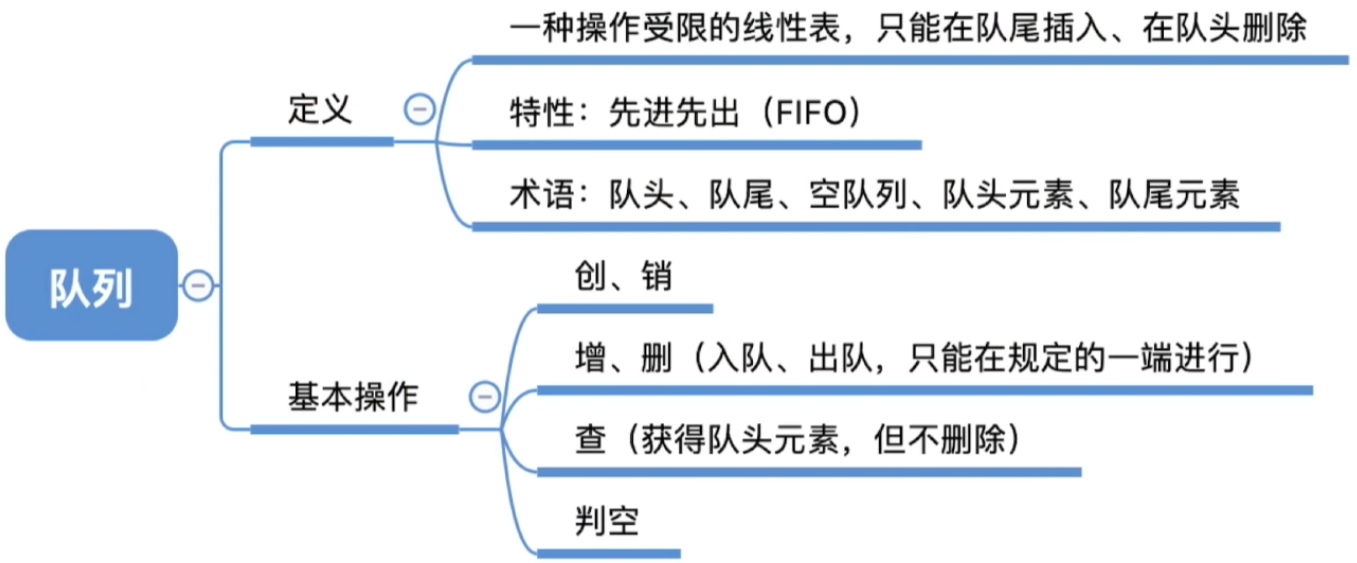 队列
定义
一种操作受限的线性表，只能在队尾插入、在队头删除
特性：先进先出（FIFO）
术语：队头、队尾、空队列、队头元素、队尾元素
基本操作
创、销
增、删（入队、出队，只能在规定的一端进行）
查（获得队头元素，但不删除）
判空